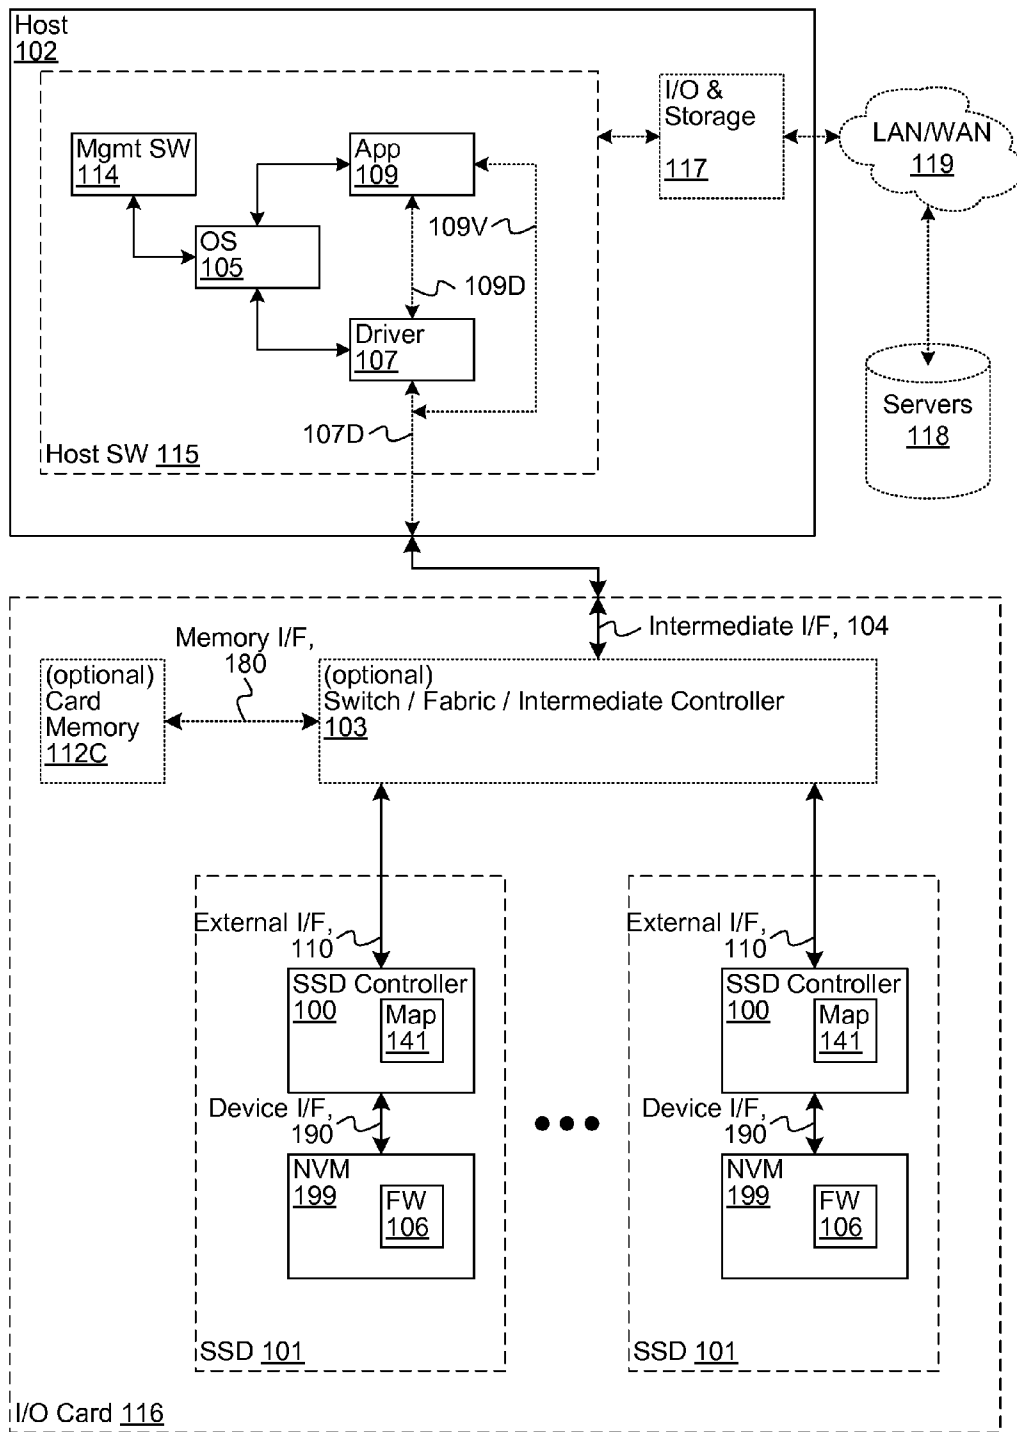 Host
102
I/O &
Storage
117
LAN/WAN
119
Mgmt SW
114
App
109
109V
OS
105
109D
Driver
107
107D
Host SW 115
Servers
118
Intermediate I/F, 104
Memory I/F,
180
(optional)
Card
Memory
112C
(optional)
Switch / Fabric / Intermediate Controller
103
External I/F,
110
SSD Controller
100
Map
141
Device I/F,
190
NVM
199
FW
106
SSD 101
External I/F,
110
SSD Controller
100
Map
141
Device I/F,
190
NVM
199
FW
106
SSD 101
I/O Card 116